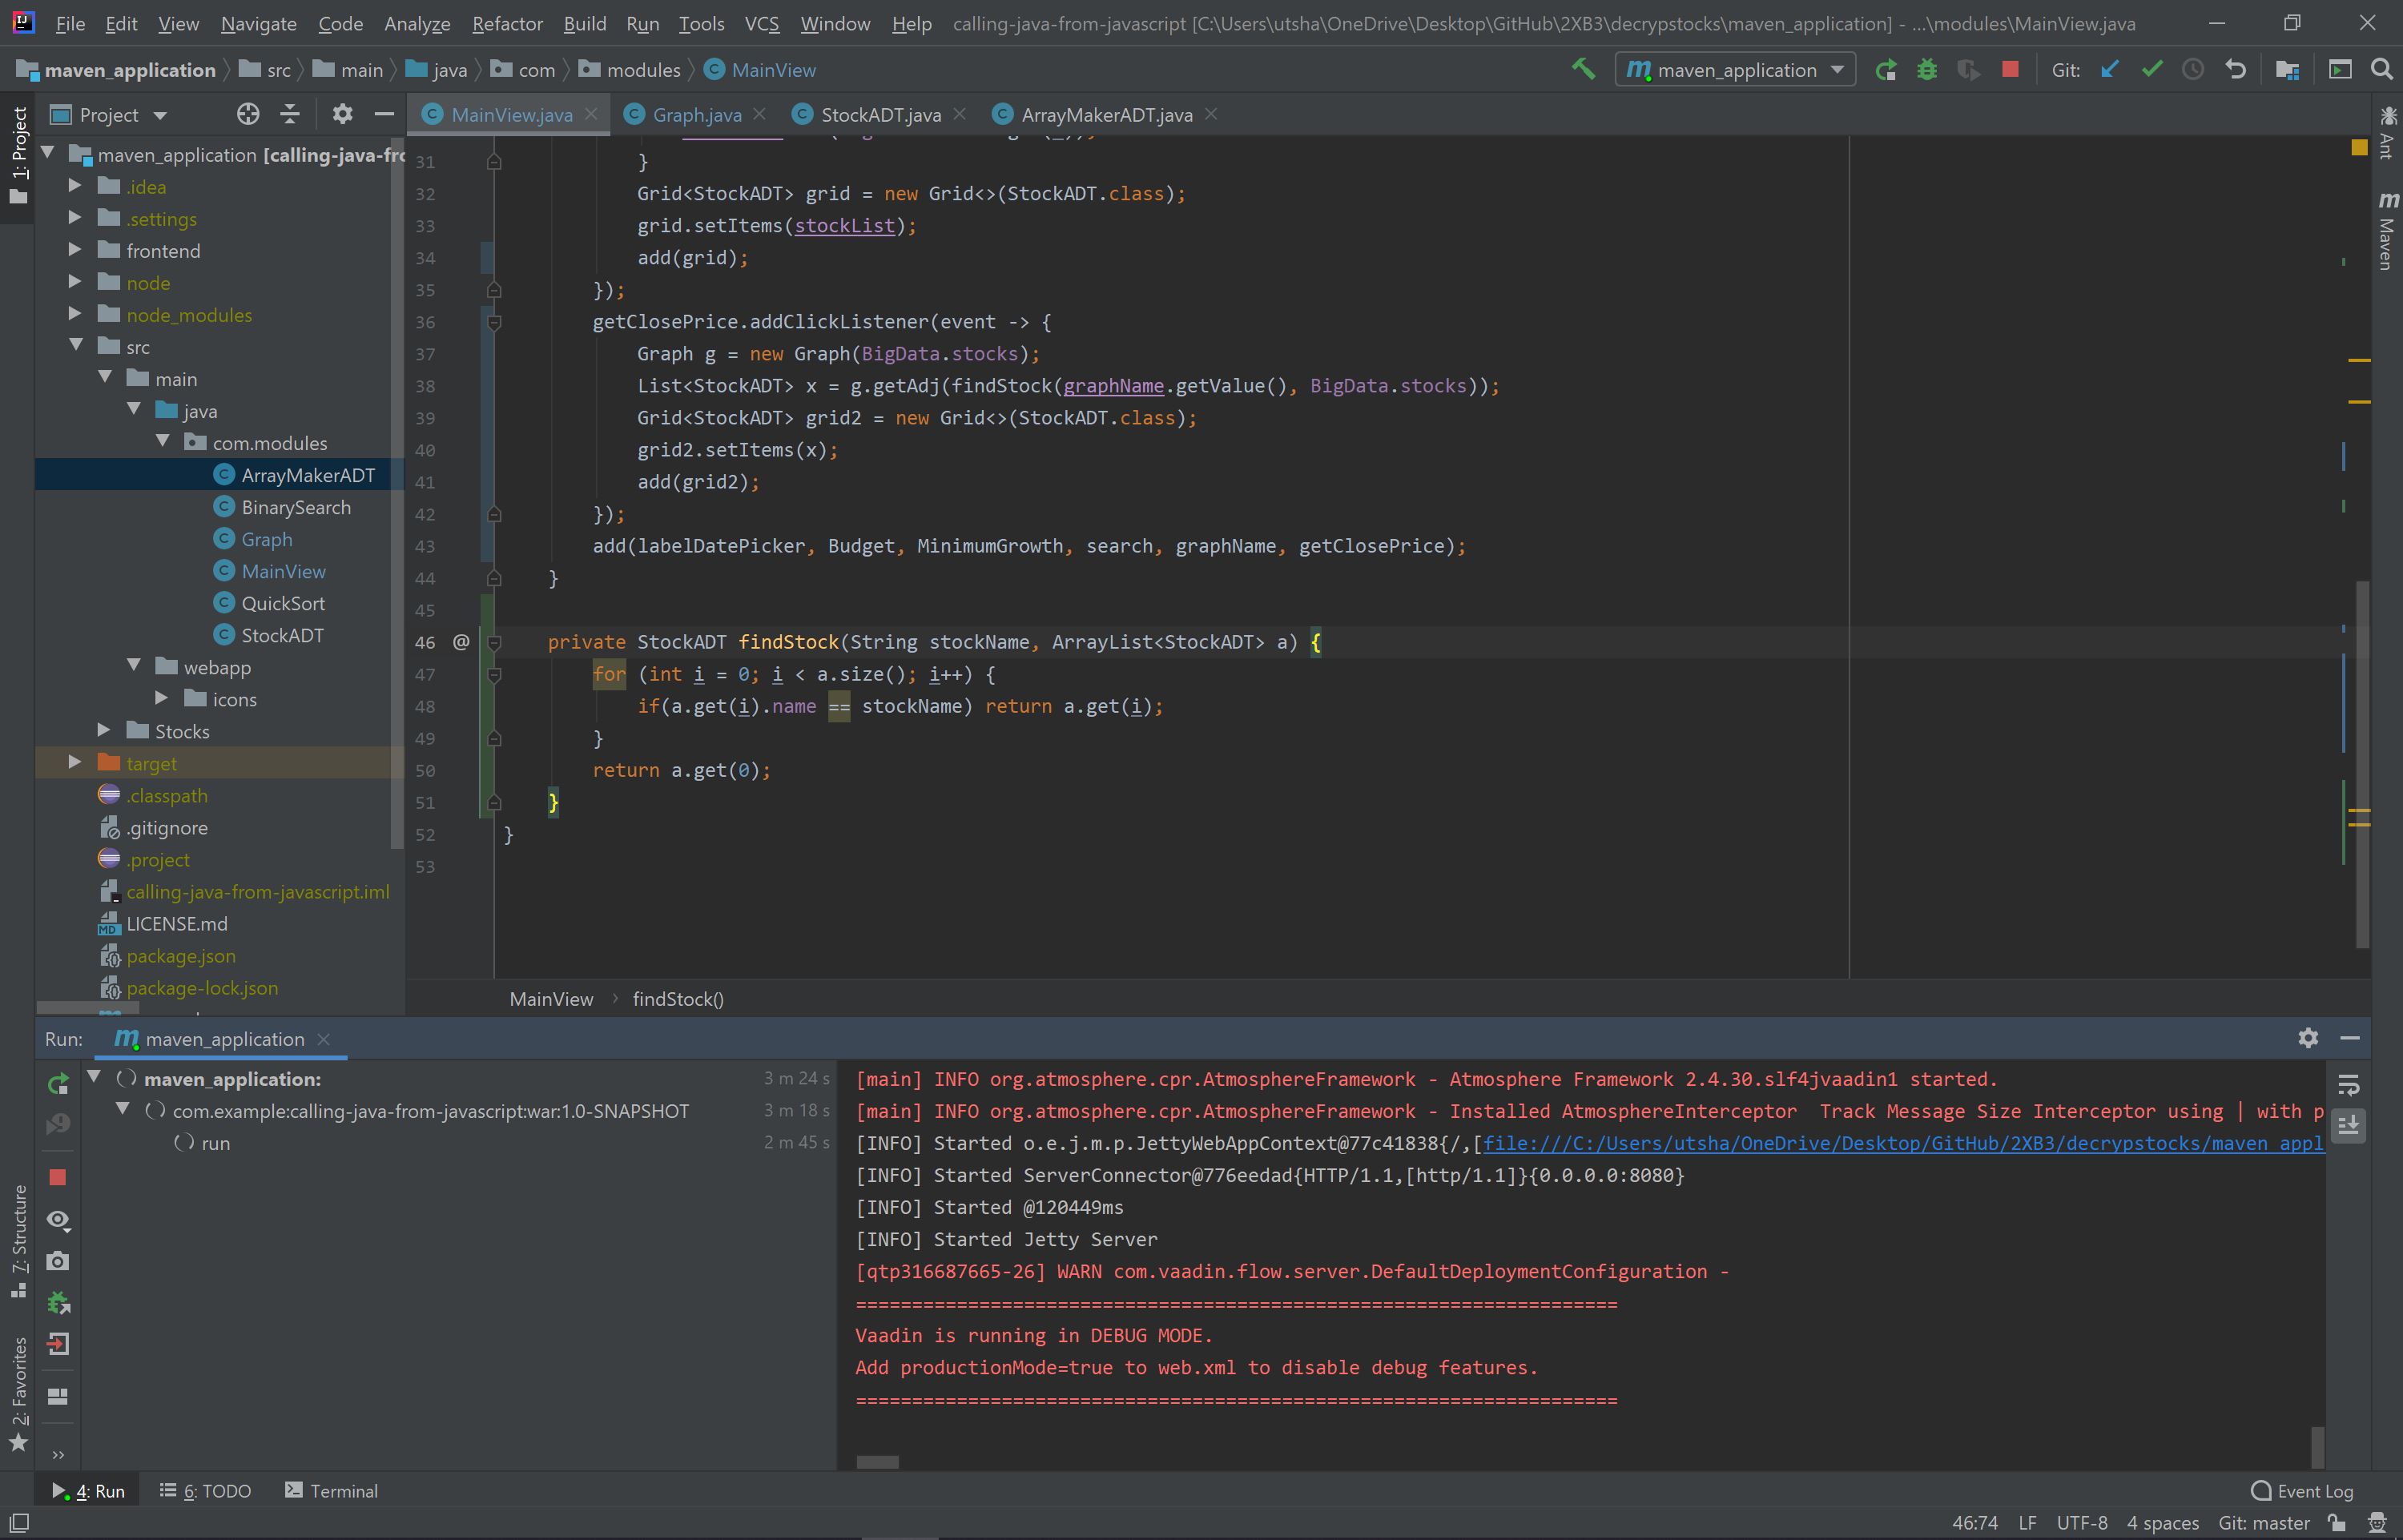 File Edit View Navigate Code Analyze Refactor Build Run Tools VCS Window Help calling-java-from-javascript [C:\Users\utsha\OneDrive\Desktop\GitHub\2XB3\decrypstocks\maven_application] - ...\modules\MainView.java
maven_application src main java com modules MainView
maven_application Git:
1: Project
Project
MainView.java Graph.java StockADT.java ArrayMakerADT.java
Ant
Maven
maven_application [calling-java-frc
.idea
.settings
frontend
node
node_modules
src
main
java
com.modules
ArrayMakerADT
BinarySearch
Graph
MainView
QuickSort
StockADT
webapp
icons
Stocks
target
.classpath
.gitignore
.project
calling-java-from-javascript.iml
LICENSE.md
package.json
package-lock.json
31 }
32 Grid<StockADT> grid = new Grid<>(StockADT.class);
33 grid.setItems(stockList);
34 add(grid);
35 });
36 getClosePrice.addClickListener(event -> {
37 Graph g = new Graph(BigData.stocks);
38 List<StockADT> x = g.getAdj(findStock(graphName.getValue(), BigData.stocks));
39 Grid<StockADT> grid2 = new Grid<>(StockADT.class);
40 grid2.setItems(x);
41 add(grid2);
42 });
43 add(labelDatePicker, Budget, MinimumGrowth, search, graphName, getClosePrice);
44 }
45
46 @ private StockADT findStock(String stockName, ArrayList<StockADT> a) {
47 for (int i = 0; i < a.size(); i++) {
48 if(a.get(i).name == stockName) return a.get(i);
49 }
50 return a.get(0);
51 }
52 }
53
MainView › findStock()
Run: maven_application
maven_application: 3 m 24 s
com.example:calling-java-from-javascript:war:1.0-SNAPSHOT 3 m 18 s
run 2 m 45 s
[main] INFO org.atmosphere.cpr.AtmosphereFramework - Atmosphere Framework 2.4.30.slf4jvaadin1 started.
[main] INFO org.atmosphere.cpr.AtmosphereFramework - Installed AtmosphereInterceptor  Track Message Size Interceptor using | with p
[INFO] Started o.e.j.m.p.JettyWebAppContext@77c41838{/,[file:///C:/Users/utsha/OneDrive/Desktop/GitHub/2XB3/decrypstocks/maven_appl
[INFO] Started ServerConnector@776eedad{HTTP/1.1,[http/1.1]}{0.0.0.0:8080}
[INFO] Started @120449ms
[INFO] Started Jetty Server
[qtp316687665-26] WARN com.vaadin.flow.server.DefaultDeploymentConfiguration -
====================================================================
Vaadin is running in DEBUG MODE.
Add productionMode=true to web.xml to disable debug features.
====================================================================
7: Structure
2: Favorites
4: Run 6: TODO Terminal Event Log
46:74 LF UTF-8 4 spaces Git: master